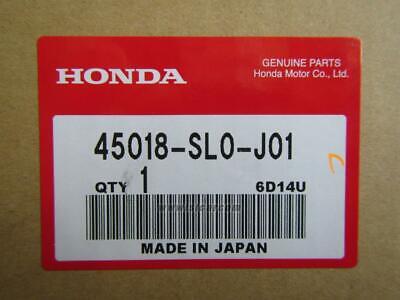 HONDA
GENUINE PARTS
Honda Motor Co., Ltd.
45018-SL0-J01
QTY 1
6D14U
MADE IN JAPAN